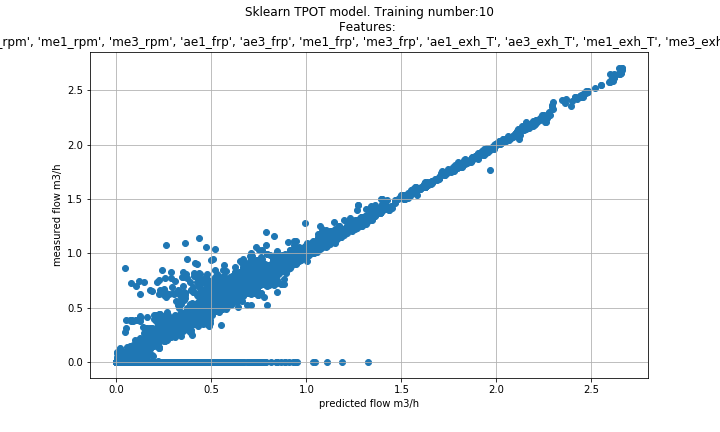 Sklearn TPOT model. Training number:10
Features:
_rpm', 'me1_rpm', 'me3_rpm', 'ae1_frp', 'ae3_frp', 'me1_frp', 'me3_frp', 'ae1_exh_T', 'ae3_exh_T', 'me1_exh_T', 'me3_exh
2.5
2.0
1.5
1.0
0.5
0.0
measured flow m3/h
0.0 0.5 1.0 1.5 2.0 2.5
predicted flow m3/h